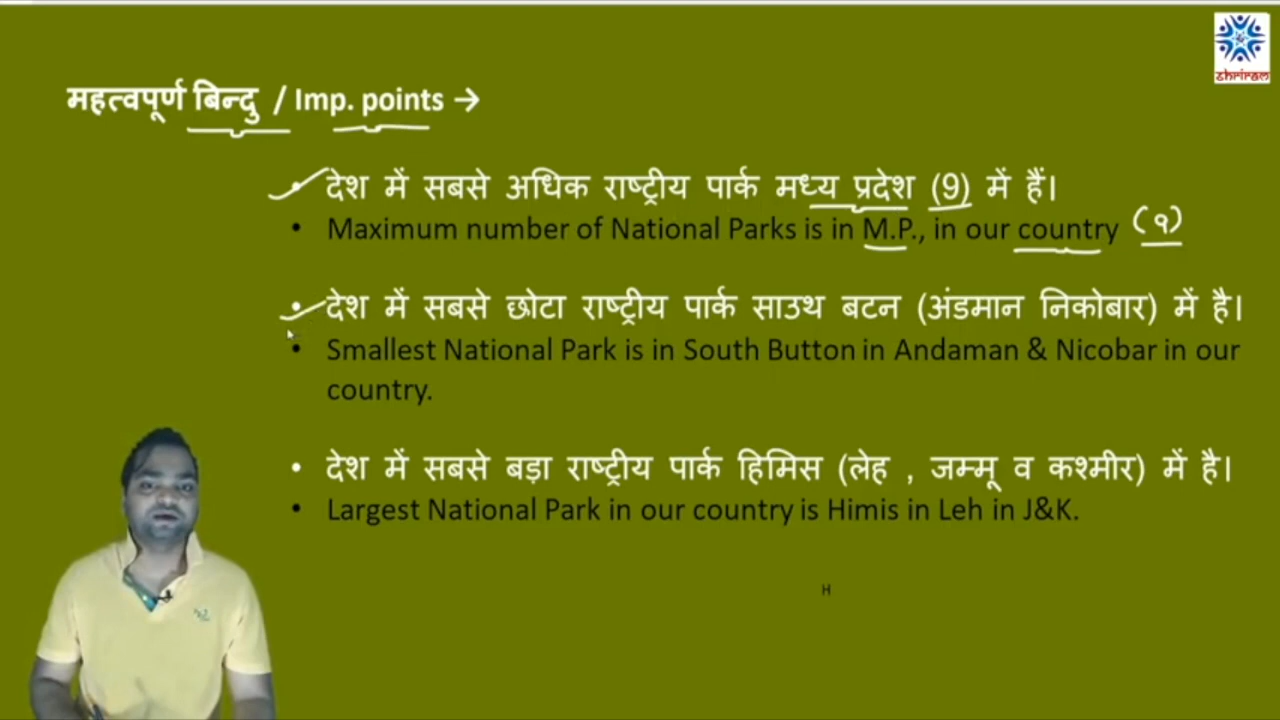 shriram
महत्वपूर्ण बिन्दु / Imp. points →
देश में सबसे अधिक राष्ट्रीय पार्क मध्य प्रदेश (9) में हैं।
• Maximum number of National Parks is in M.P., in our country (9)
• देश में सबसे छोटा राष्ट्रीय पार्क साउथ बटन (अंडमान निकोबार) में है।
• Smallest National Park is in South Button in Andaman & Nicobar in our
country.
• देश में सबसे बड़ा राष्ट्रीय पार्क हिमिस (लेह , जम्मू व कश्मीर) में है।
• Largest National Park in our country is Himis in Leh in J&K.
H